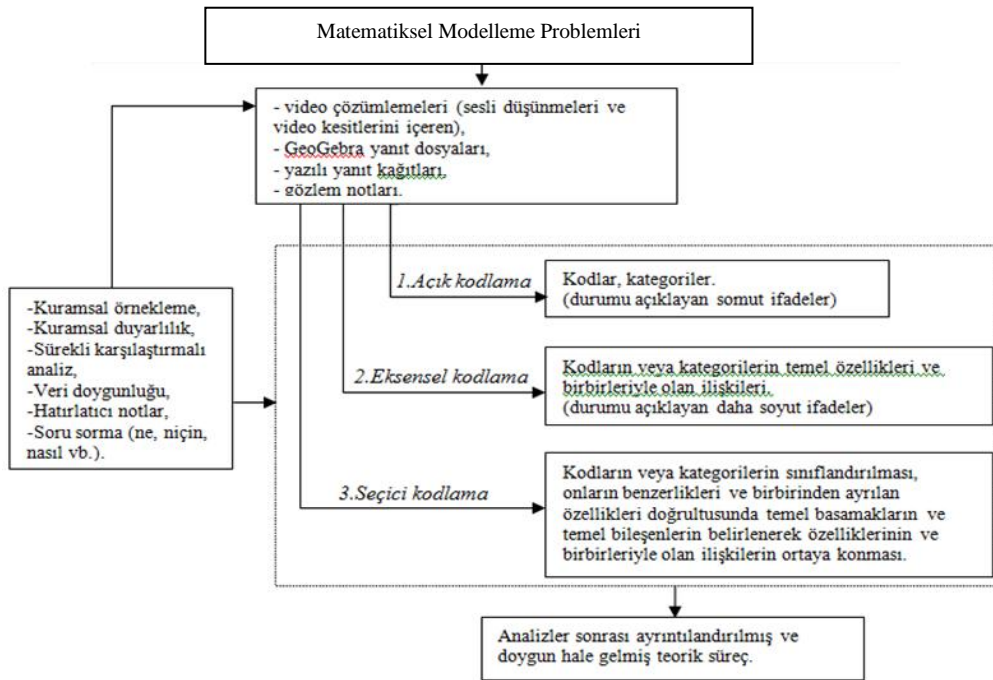 Matematiksel Modelleme Problemleri
- video çözümlemeleri (sesli düşünmeleri ve
video kesitlerini içeren),
- GeoGebra yanıt dosyaları,
- yazılı yanıt kağıtları,
- gözlem notları.
-Kuramsal örnekleme,
-Kuramsal duyarlılık,
-Sürekli karşılaştırmalı
analiz,
-Veri doygunluğu,
-Hatırlatıcı notlar,
-Soru sorma (ne, niçin,
nasıl vb.).
1.Açık kodlama
Kodlar, kategoriler.
(durumu açıklayan somut ifadeler)
2.Eksensel kodlama
Kodların veya kategorilerin temel özellikleri ve
birbirleriyle olan ilişkileri.
(durumu açıklayan daha soyut ifadeler)
3.Seçici kodlama
Kodların veya kategorilerin sınıflandırılması,
onların benzerlikleri ve birbirinden ayrılan
özellikleri doğrultusunda temel basamakların ve
temel bileşenlerin belirlenerek özelliklerinin ve
birbirleriyle olan ilişkilerin ortaya konması.
Analizler sonrası ayrıntılandırılmış ve
doygun hale gelmiş teorik süreç.